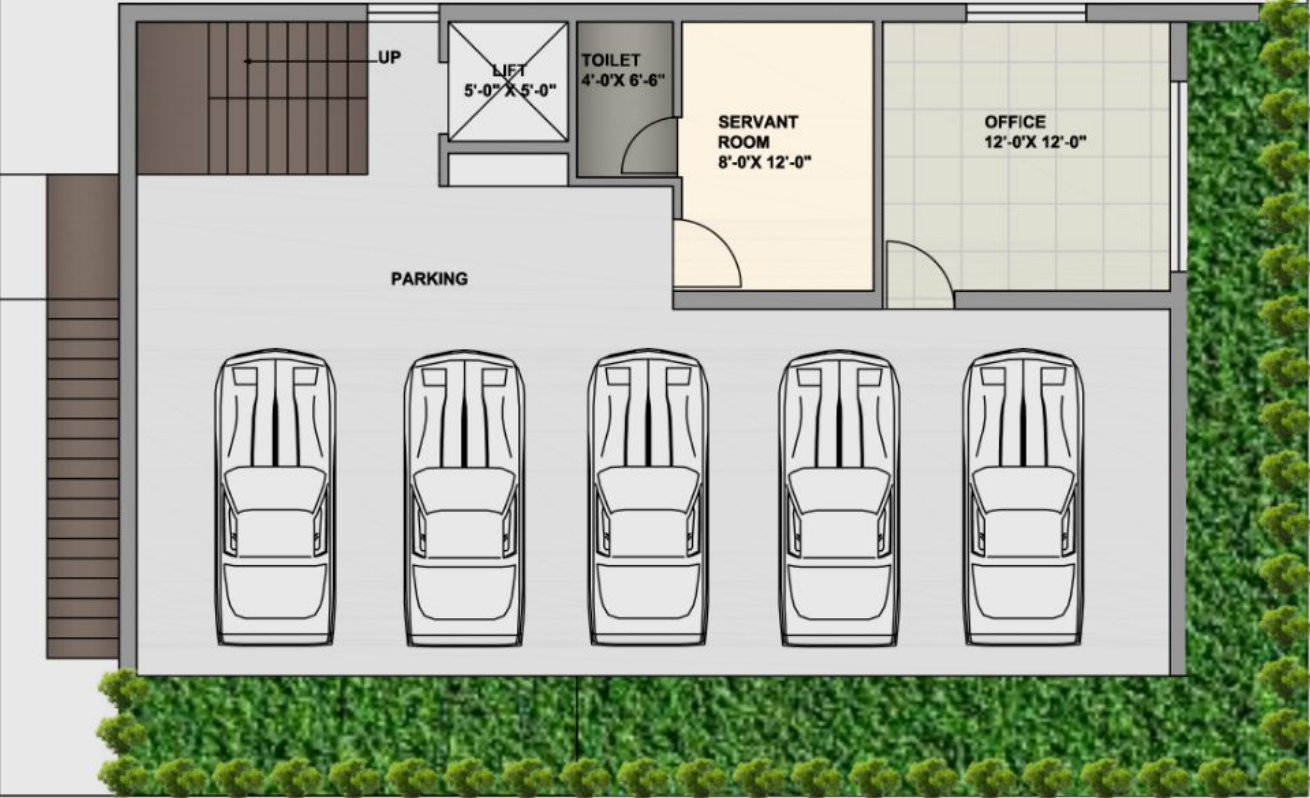 UP
LIFT
5'-0" X 5'-0"
TOILET
4'-0'X 6'-6"
SERVANT
ROOM
8'-0'X 12'-0"
OFFICE
12'-0'X 12'-0"
PARKING